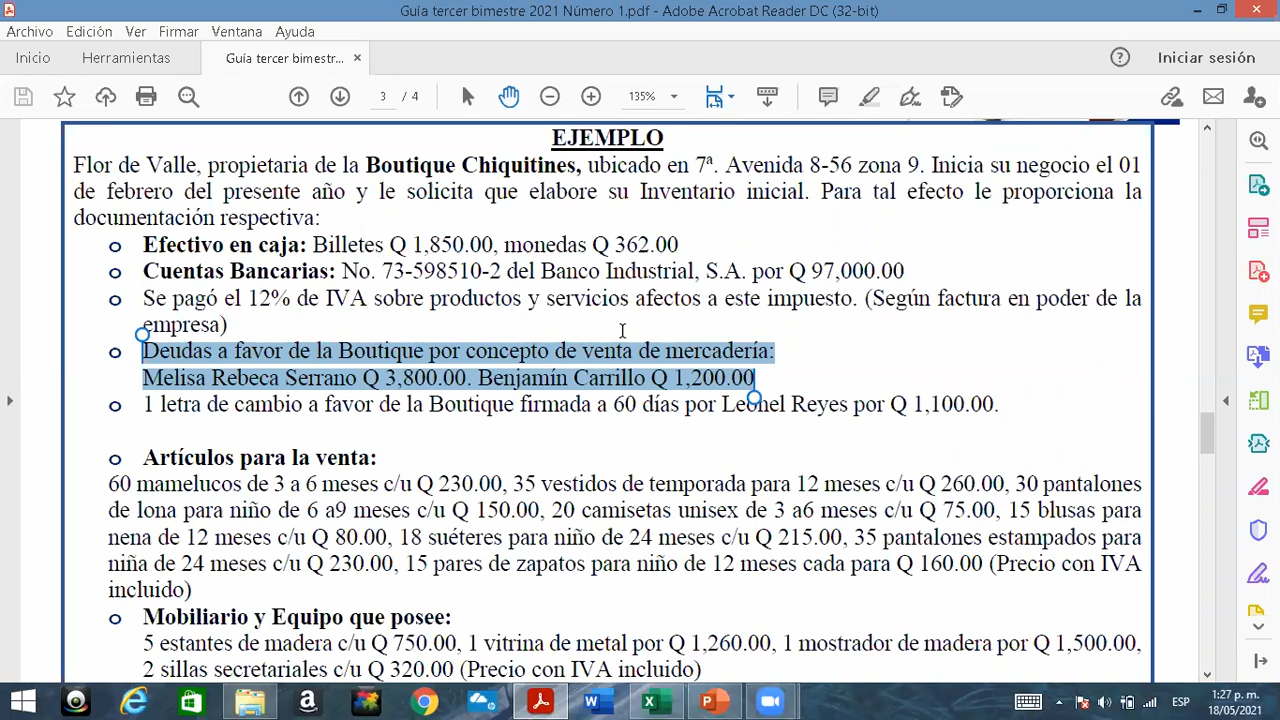 Guía tercer bimestre 2021 Número 1.pdf - Adobe Acrobat Reader DC (32-bit)
Archivo Edición Ver Firmar Ventana Ayuda
Inicio Herramientas Guía tercer bimestr... × Iniciar sesión
3 / 4 135%
EJEMPLO
Flor de Valle, propietaria de la Boutique Chiquitines, ubicado en 7ª. Avenida 8-56 zona 9. Inicia su negocio el 01
de febrero del presente año y le solicita que elabore su Inventario inicial. Para tal efecto le proporciona la
documentación respectiva:
o Efectivo en caja: Billetes Q 1,850.00, monedas Q 362.00
o Cuentas Bancarias: No. 73-598510-2 del Banco Industrial, S.A. por Q 97,000.00
o Se pagó el 12% de IVA sobre productos y servicios afectos a este impuesto. (Según factura en poder de la
empresa)
o Deudas a favor de la Boutique por concepto de venta de mercadería:
Melisa Rebeca Serrano Q 3,800.00. Benjamín Carrillo Q 1,200.00
o 1 letra de cambio a favor de la Boutique firmada a 60 días por Leonel Reyes por Q 1,100.00.
o Artículos para la venta:
60 mamelucos de 3 a 6 meses c/u Q 230.00, 35 vestidos de temporada para 12 meses c/u Q 260.00, 30 pantalones
de lona para niño de 6 a9 meses c/u Q 150.00, 20 camisetas unisex de 3 a6 meses c/u Q 75.00, 15 blusas para
nena de 12 meses c/u Q 80.00, 18 suéteres para niño de 24 meses c/u Q 215.00, 35 pantalones estampados para
niña de 24 meses c/u Q 230.00, 15 pares de zapatos para niño de 12 meses cada para Q 160.00 (Precio con IVA
incluido)
o Mobiliario y Equipo que posee:
5 estantes de madera c/u Q 750.00, 1 vitrina de metal por Q 1,260.00, 1 mostrador de madera por Q 1,500.00,
2 sillas secretariales c/u Q 320.00 (Precio con IVA incluido)
ESP
1:27 p. m.
18/05/2021